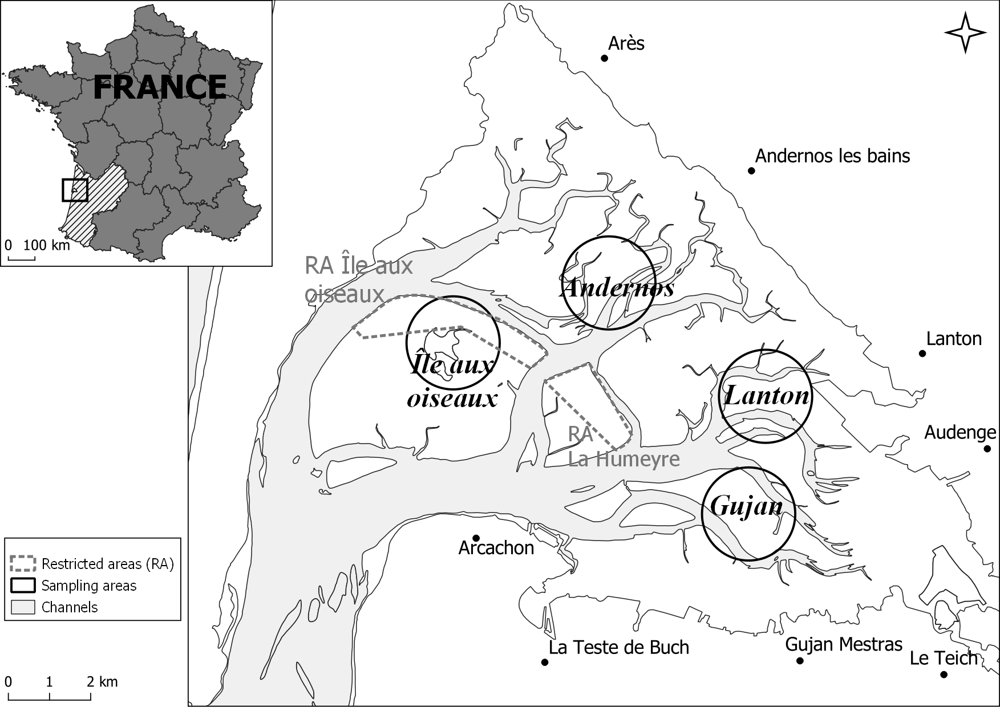 FRANCE
0 100 km
Arès
Andernos les bains
RA Île aux
oiseaux
Andernos
Lanton
Île aux
oiseaux
Lanton
RA
La Humeyre
Audenge
Gujan
Arcachon
Restricted areas (RA)
Sampling areas
Channels
La Teste de Buch
Gujan Mestras
Le Teich
0 1 2 km